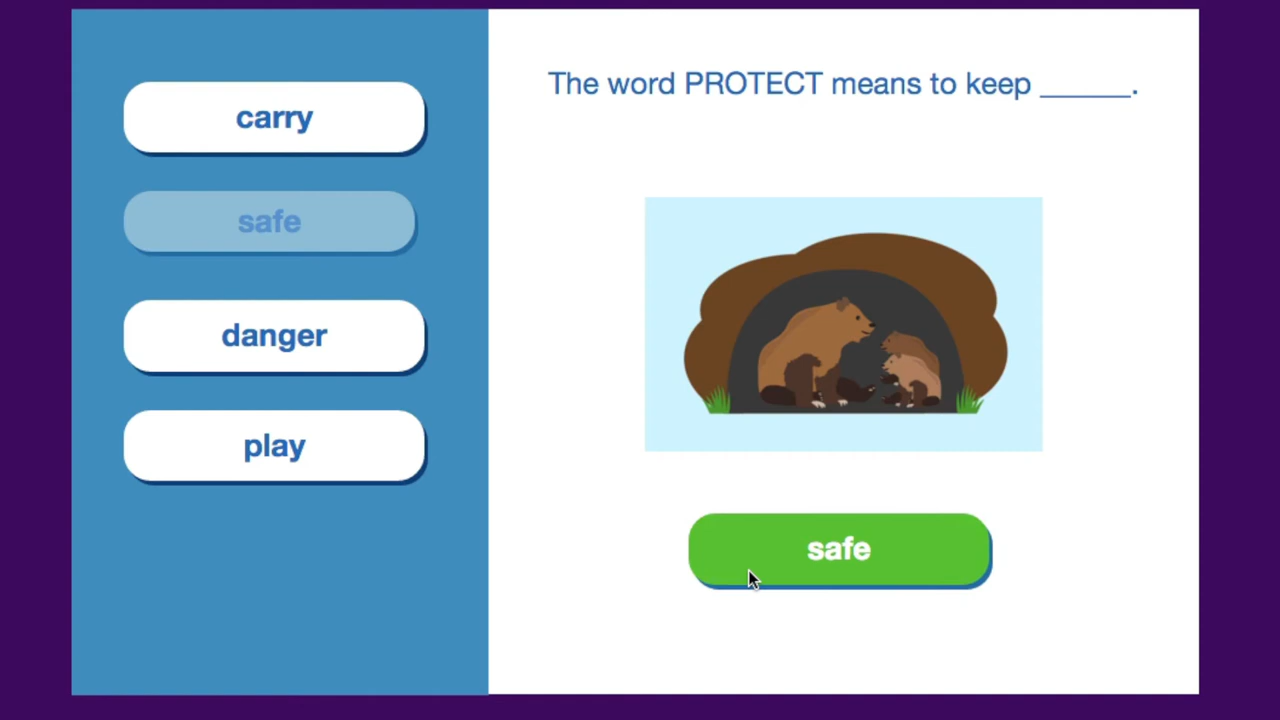 carry
safe
danger
play
The word PROTECT means to keep ______.
safe